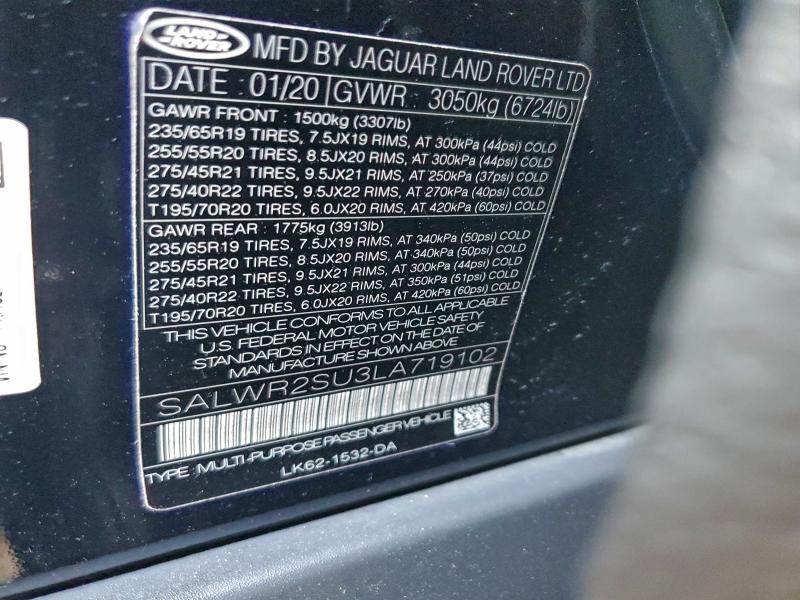 LAND ROVER
MFD BY JAGUAR LAND ROVER LTD
DATE: 01/20 GVWR: 3050kg (6724lb)
GAWR FRONT: 1500kg (3307lb)
235/65R19 TIRES, 7.5JX19 RIMS, AT 300kPa (44psi) COLD
255/55R20 TIRES, 8.5JX20 RIMS, AT 300kPa (44psi) COLD
275/45R21 TIRES, 9.5JX21 RIMS, AT 250kPa (37psi) COLD
275/40R22 TIRES, 9.5JX22 RIMS, AT 270kPa (40psi) COLD
T195/70R20 TIRES, 6.0JX20 RIMS, AT 420kPa (60psi) COLD
GAWR REAR: 1775kg (3913lb)
235/65R19 TIRES, 7.5JX19 RIMS, AT 340kPa (50psi) COLD
255/55R20 TIRES, 8.5JX20 RIMS, AT 340kPa (50psi) COLD
275/45R21 TIRES, 9.5JX21 RIMS, AT 300kPa (44psi) COLD
275/40R22 TIRES, 9.5JX22 RIMS, AT 350kPa (51psi) COLD
T195/70R20 TIRES, 6.0JX20 RIMS, AT 420kPa (60psi) COLD
THIS VEHICLE CONFORMS TO ALL APPLICABLE
U.S. FEDERAL MOTOR VEHICLE SAFETY
STANDARDS IN EFFECT ON THE DATE OF
MANUFACTURE SHOWN ABOVE
SALWR2SU3LA719102
TYPE: MULTI-PURPOSE PASSENGER VEHICLE
LK62-1532-DA